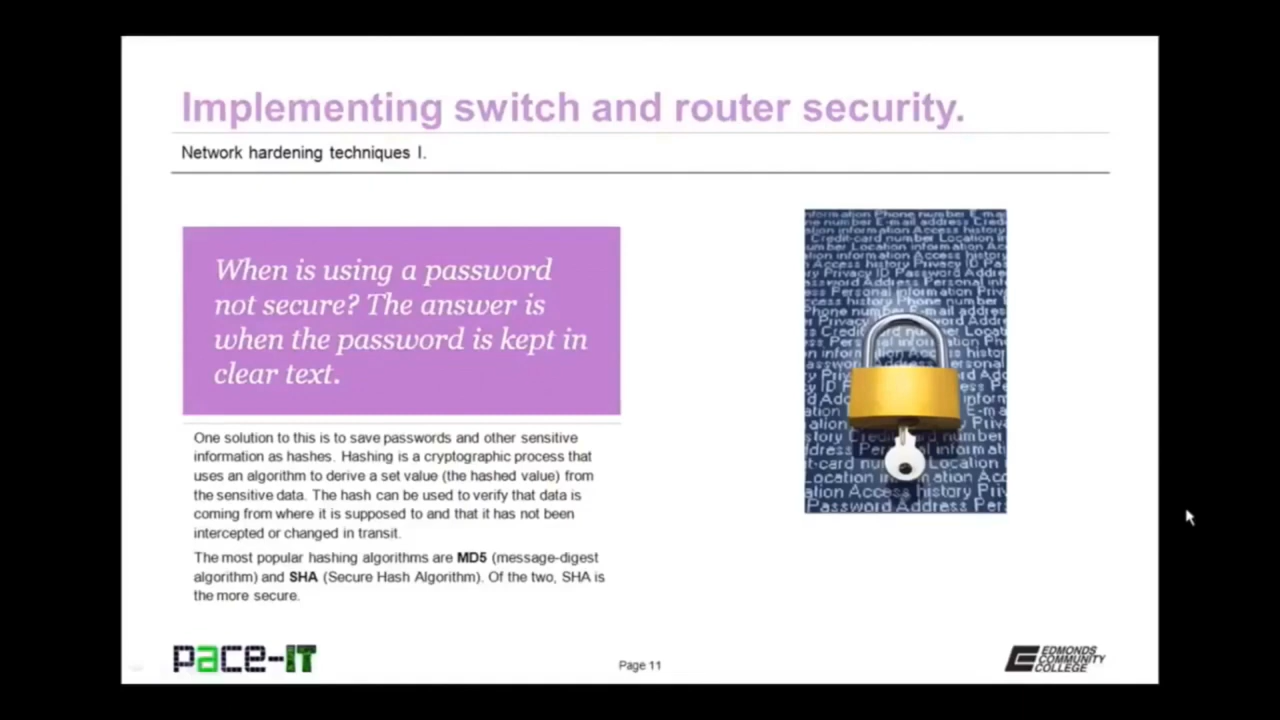 Implementing switch and router security.
Network hardening techniques I.
When is using a password
not secure? The answer is
when the password is kept in
clear text.
One solution to this is to save passwords and other sensitive
information as hashes. Hashing is a cryptographic process that
uses an algorithm to derive a set value (the hashed value) from
the sensitive data. The hash can be used to verify that data is
coming from where it is supposed to and that it has not been
intercepted or changed in transit.
The most popular hashing algorithms are MD5 (message-digest
algorithm) and SHA (Secure Hash Algorithm). Of the two, SHA is
the more secure.
pace-IT
Page 11
EDMONDS
COMMUNITY
COLLEGE